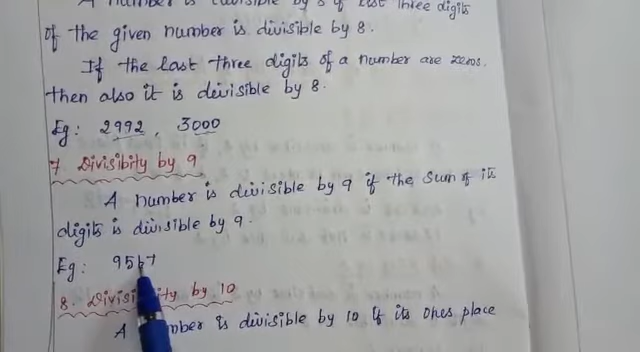 A number is divisible by 8 if last three digits
of the given number is divisible by 8.
If the last three digits of a number are zeros.
then also it is divisible by 8.
Eg: 2992, 3000
7 Divisibity by 9
A number is divisible by 9 if the Sum of its
digits is divisible by 9.
Eg:
8. by 10
A is divisible by 10 if its ones place